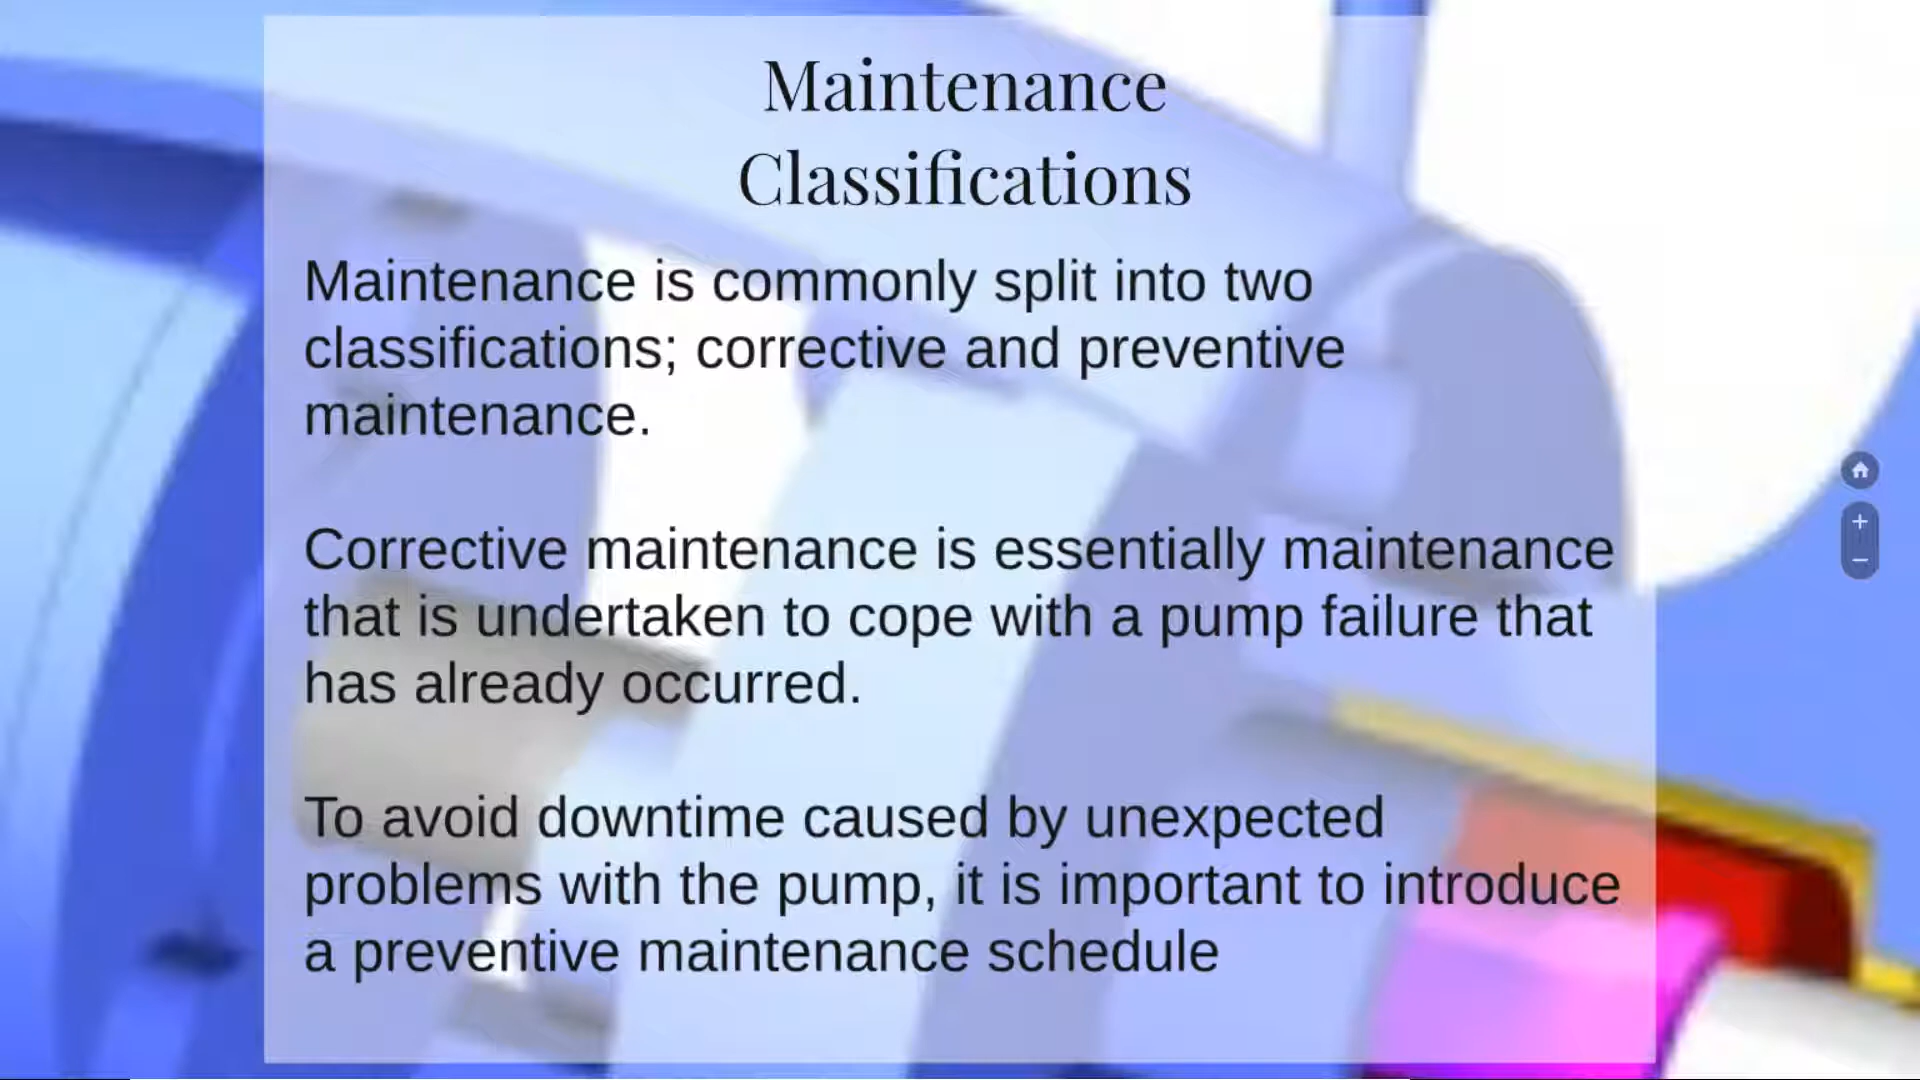 Maintenance
Classifications
Maintenance is commonly split into two
classifications; corrective and preventive
maintenance.
Corrective maintenance is essentially maintenance
that is undertaken to cope with a pump failure that
has already occurred.
To avoid downtime caused by unexpected
problems with the pump, it is important to introduce
a preventive maintenance schedule